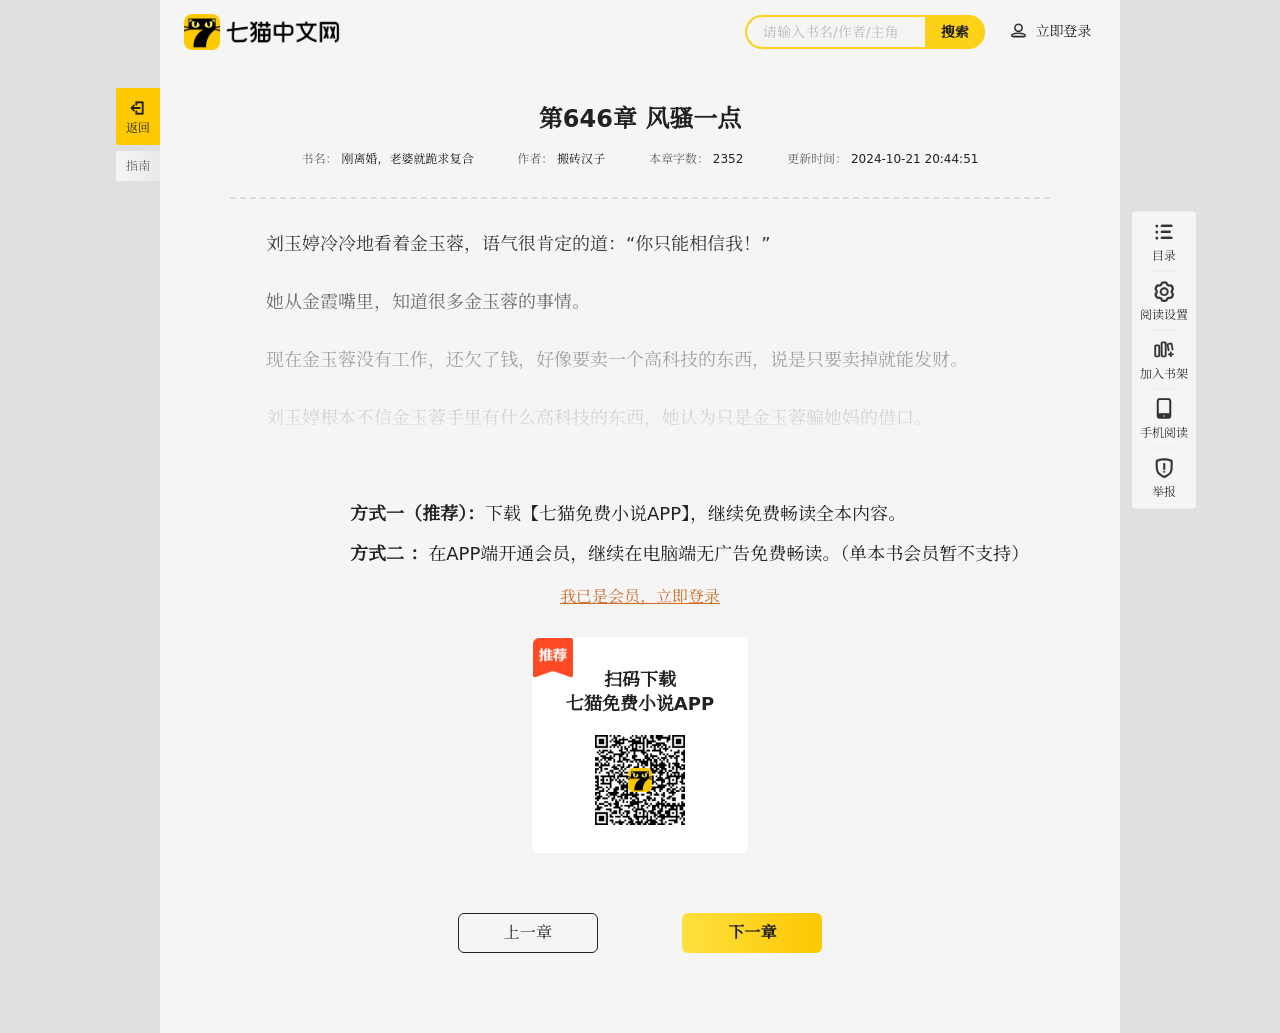 七猫中文网
请输入书名/作者/主角
搜索
立即登录
返回
指南
第646章 风骚一点
书名： 刚离婚，老婆就跪求复合 作者： 搬砖汉子 本章字数： 2352 更新时间： 2024-10-21 20:44:51
刘玉婷冷冷地看着金玉蓉，语气很肯定的道：“你只能相信我！”
她从金霞嘴里，知道很多金玉蓉的事情。
现在金玉蓉没有工作，还欠了钱，好像要卖一个高科技的东西，说是只要卖掉就能发财。
刘玉婷根本不信金玉蓉手里有什么高科技的东西，她认为只是金玉蓉骗她妈的借口。
目录
阅读设置
加入书架
手机阅读
举报
方式一（推荐）：下载【七猫免费小说APP】，继续免费畅读全本内容。
方式二 ：在APP端开通会员，继续在电脑端无广告免费畅读。（单本书会员暂不支持）
我已是会员，立即登录
推荐
扫码下载
七猫免费小说APP
上一章
下一章